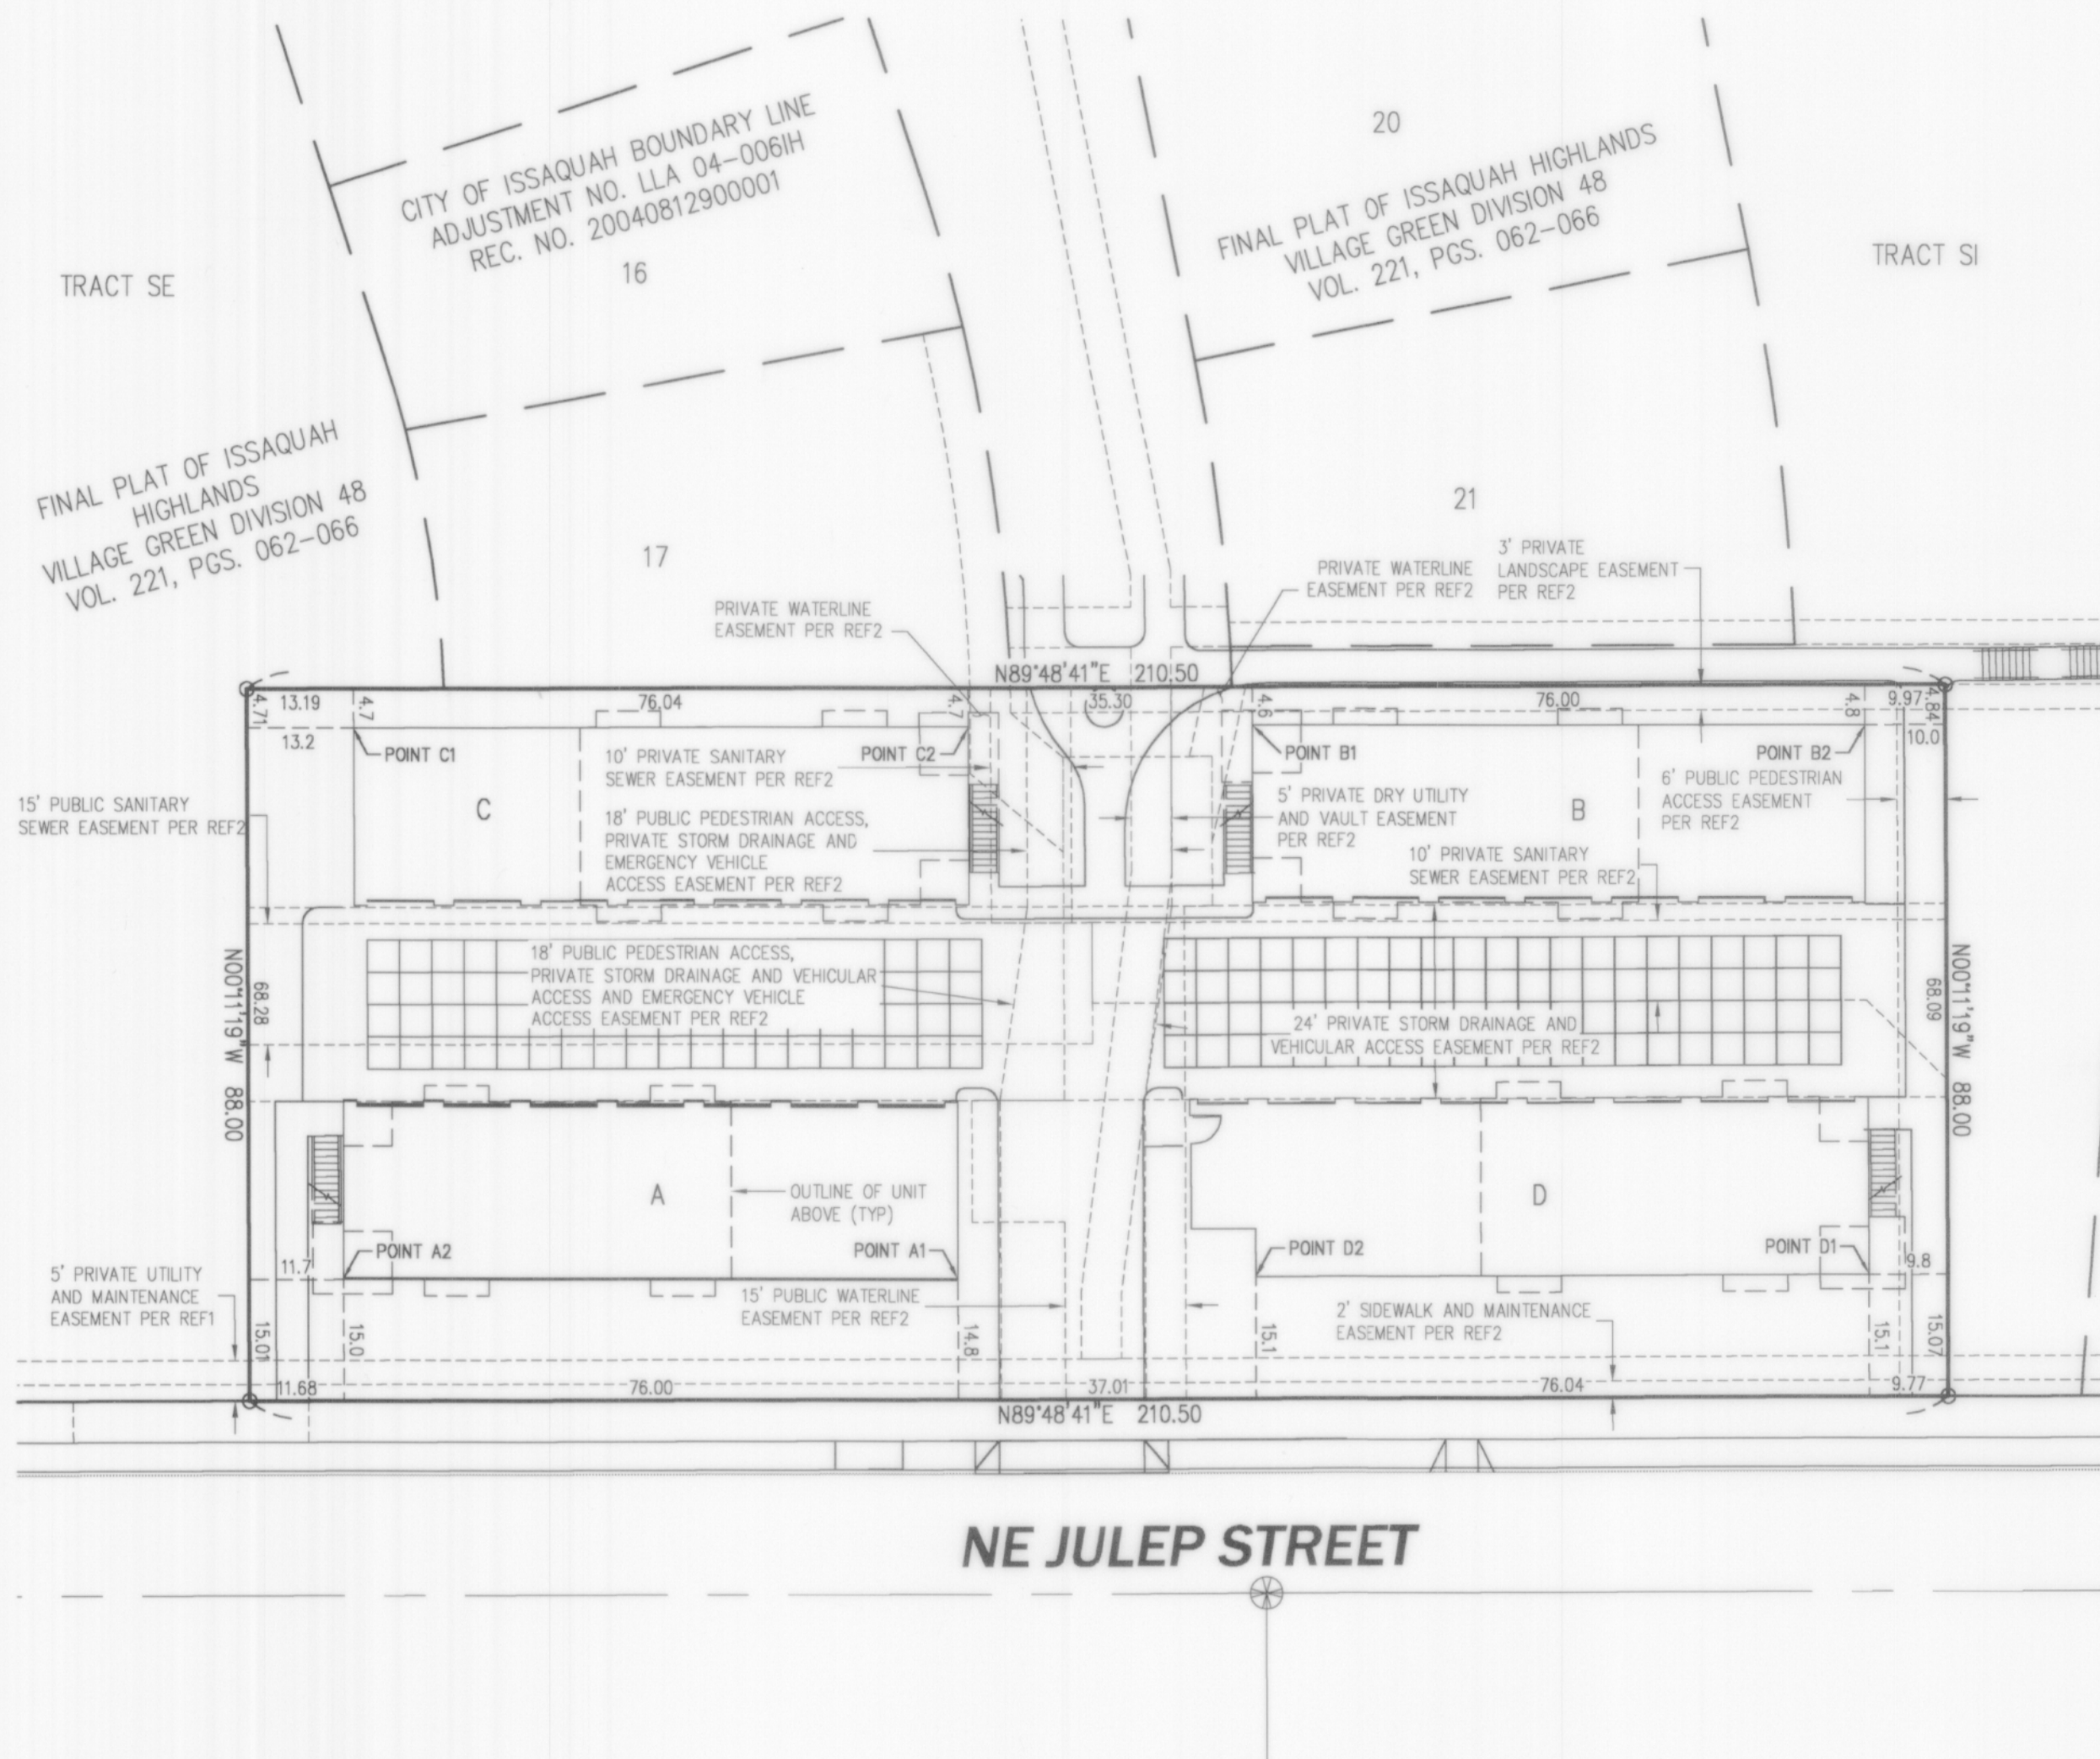 20
CITY OF ISSAQUAH BOUNDARY LINE
ADJUSTMENT NO. LLA 04-006IH
REC. NO. 20040812900001
16
FINAL PLAT OF ISSAQUAH HIGHLANDS
VILLAGE GREEN DIVISION 48
VOL. 221, PGS. 062-066
TRACT SE
TRACT SI
FINAL PLAT OF ISSAQUAH
HIGHLANDS
VILLAGE GREEN DIVISION 48
VOL. 221, PGS. 062-066
17
21
PRIVATE WATERLINE
EASEMENT PER REF2
PRIVATE WATERLINE
EASEMENT PER REF2
3' PRIVATE
LANDSCAPE EASEMENT
PER REF2
N89°48'41"E 210.50
4.71
13.19
4.7
76.04
4.7
35.30
4.6
76.00
4.8
9.97
4.84
13.2
10.0
POINT C1
POINT C2
POINT B1
POINT B2
10' PRIVATE SANITARY
SEWER EASEMENT PER REF2
6' PUBLIC PEDESTRIAN
ACCESS EASEMENT
PER REF2
15' PUBLIC SANITARY
SEWER EASEMENT PER REF2
C
18' PUBLIC PEDESTRIAN ACCESS,
PRIVATE STORM DRAINAGE AND
EMERGENCY VEHICLE
ACCESS EASEMENT PER REF2
5' PRIVATE DRY UTILITY
AND VAULT EASEMENT
PER REF2
B
10' PRIVATE SANITARY
SEWER EASEMENT PER REF2
18' PUBLIC PEDESTRIAN ACCESS,
PRIVATE STORM DRAINAGE AND VEHICULAR
ACCESS AND EMERGENCY VEHICLE
ACCESS EASEMENT PER REF2
24' PRIVATE STORM DRAINAGE AND
VEHICULAR ACCESS EASEMENT PER REF2
N00°11'19"W 88.00
68.28
68.09
N00°11'19"W 88.00
A
OUTLINE OF UNIT
ABOVE (TYP)
D
POINT A2
POINT A1
POINT D2
POINT D1
11.7
9.8
5' PRIVATE UTILITY
AND MAINTENANCE
EASEMENT PER REF1
15' PUBLIC WATERLINE
EASEMENT PER REF2
2' SIDEWALK AND MAINTENANCE
EASEMENT PER REF2
15.01
15.0
14.8
15.1
15.1
15.07
11.68
76.00
37.01
76.04
9.77
N89°48'41"E 210.50
NE JULEP STREET